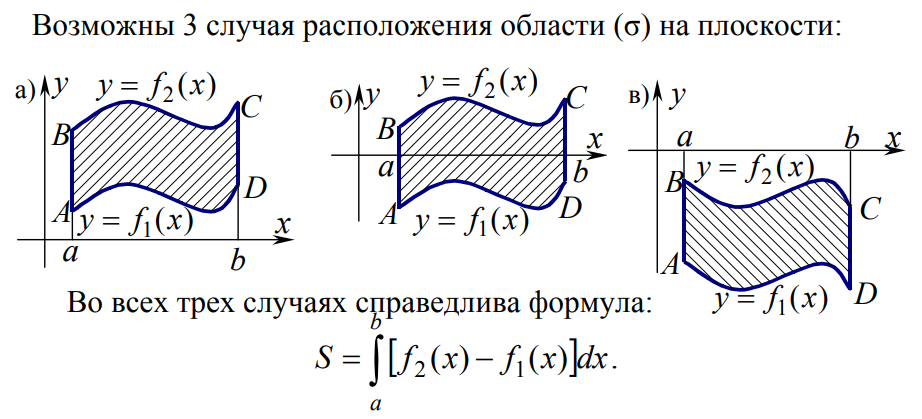 Возможны 3 случая расположения области (σ) на плоскости:
а) y y = f₂(x) C B A D y = f₁(x) x a b
б) y y = f₂(x) C B x a b A D y = f₁(x)
в) y a b x B y = f₂(x) C A D y = f₁(x)
Во всех трех случаях справедлива формула:
S = ∫ₐᵇ [f₂(x) − f₁(x)]dx.